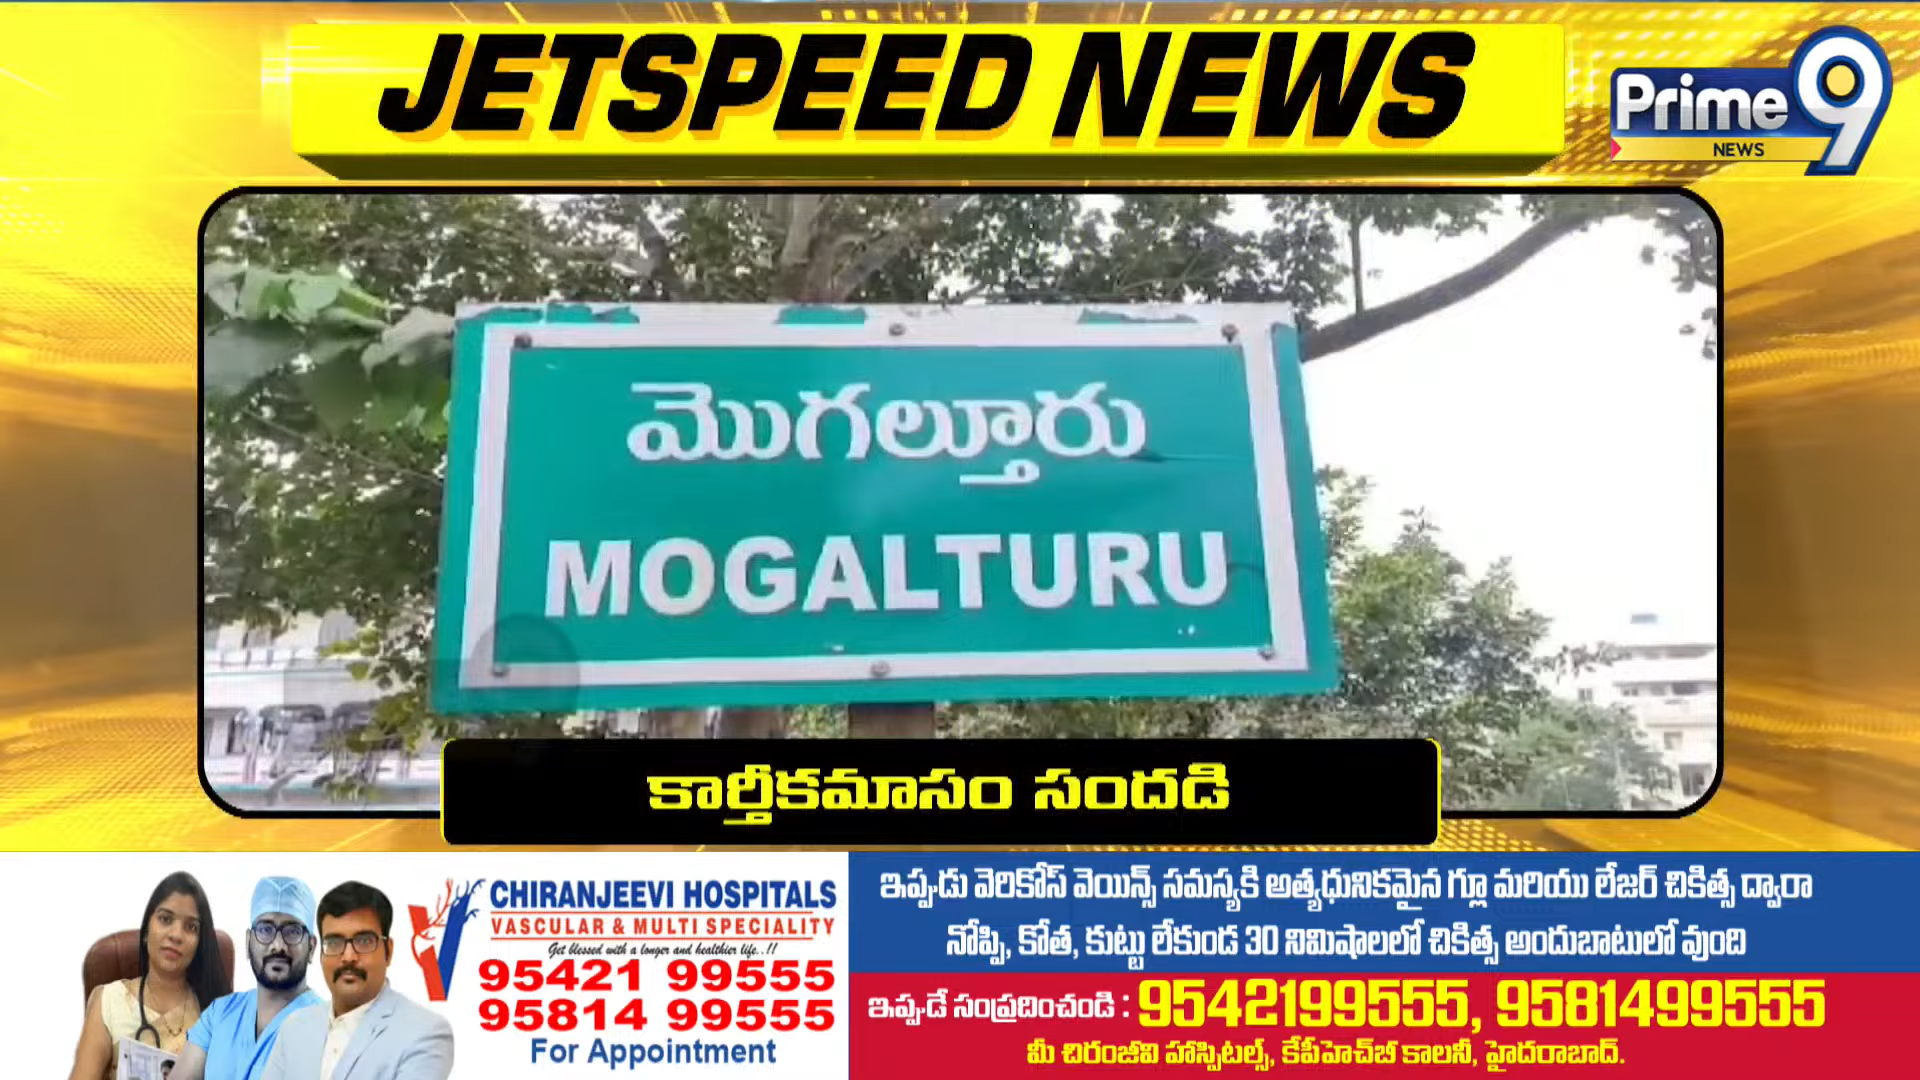 JETSPEED NEWS
Prime9
NEWS
మొగల్తూరు
MOGALTURU
కార్తీకమాసం సందడి
CHIRANJEEVI HOSPITALS
VASCULAR & MULTI SPECIALITY
Get blessed with a longer and healthier life..!!
95421 99555
95814 99555
For Appointment
ఇప్పుడు వెరికోస్ వెయిన్స్ సమస్యకి అత్యధునికమైన గ్లూ మరియు లేజర్ చికిత్స ద్వారా
నోప్పి, కోత, కుట్టు లేకుండ 30 నిమిషాలలో చికిత్స అందుబాటులో వుంది
ఇప్పుడే సంప్రదించండి : 9542199555, 9581499555
మీ చిరంజీవి హాస్పిటల్స్, కేపీహెచ్‌బీ కాలనీ, హైదరాబాద్.